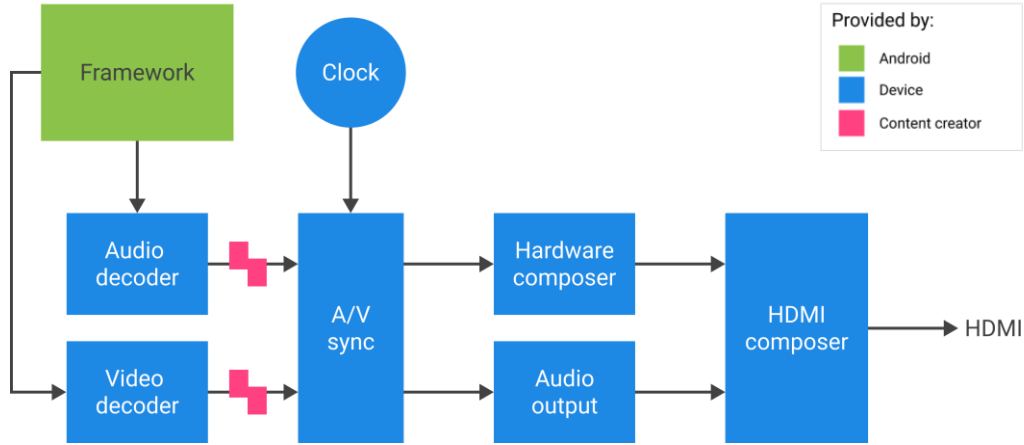 Provided by:
Framework
Clock
Android
Device
Content creator
Audio
decoder
Hardware
composer
A/V
sync
HDMI
composer
HDMI
Video
decoder
Audio
output